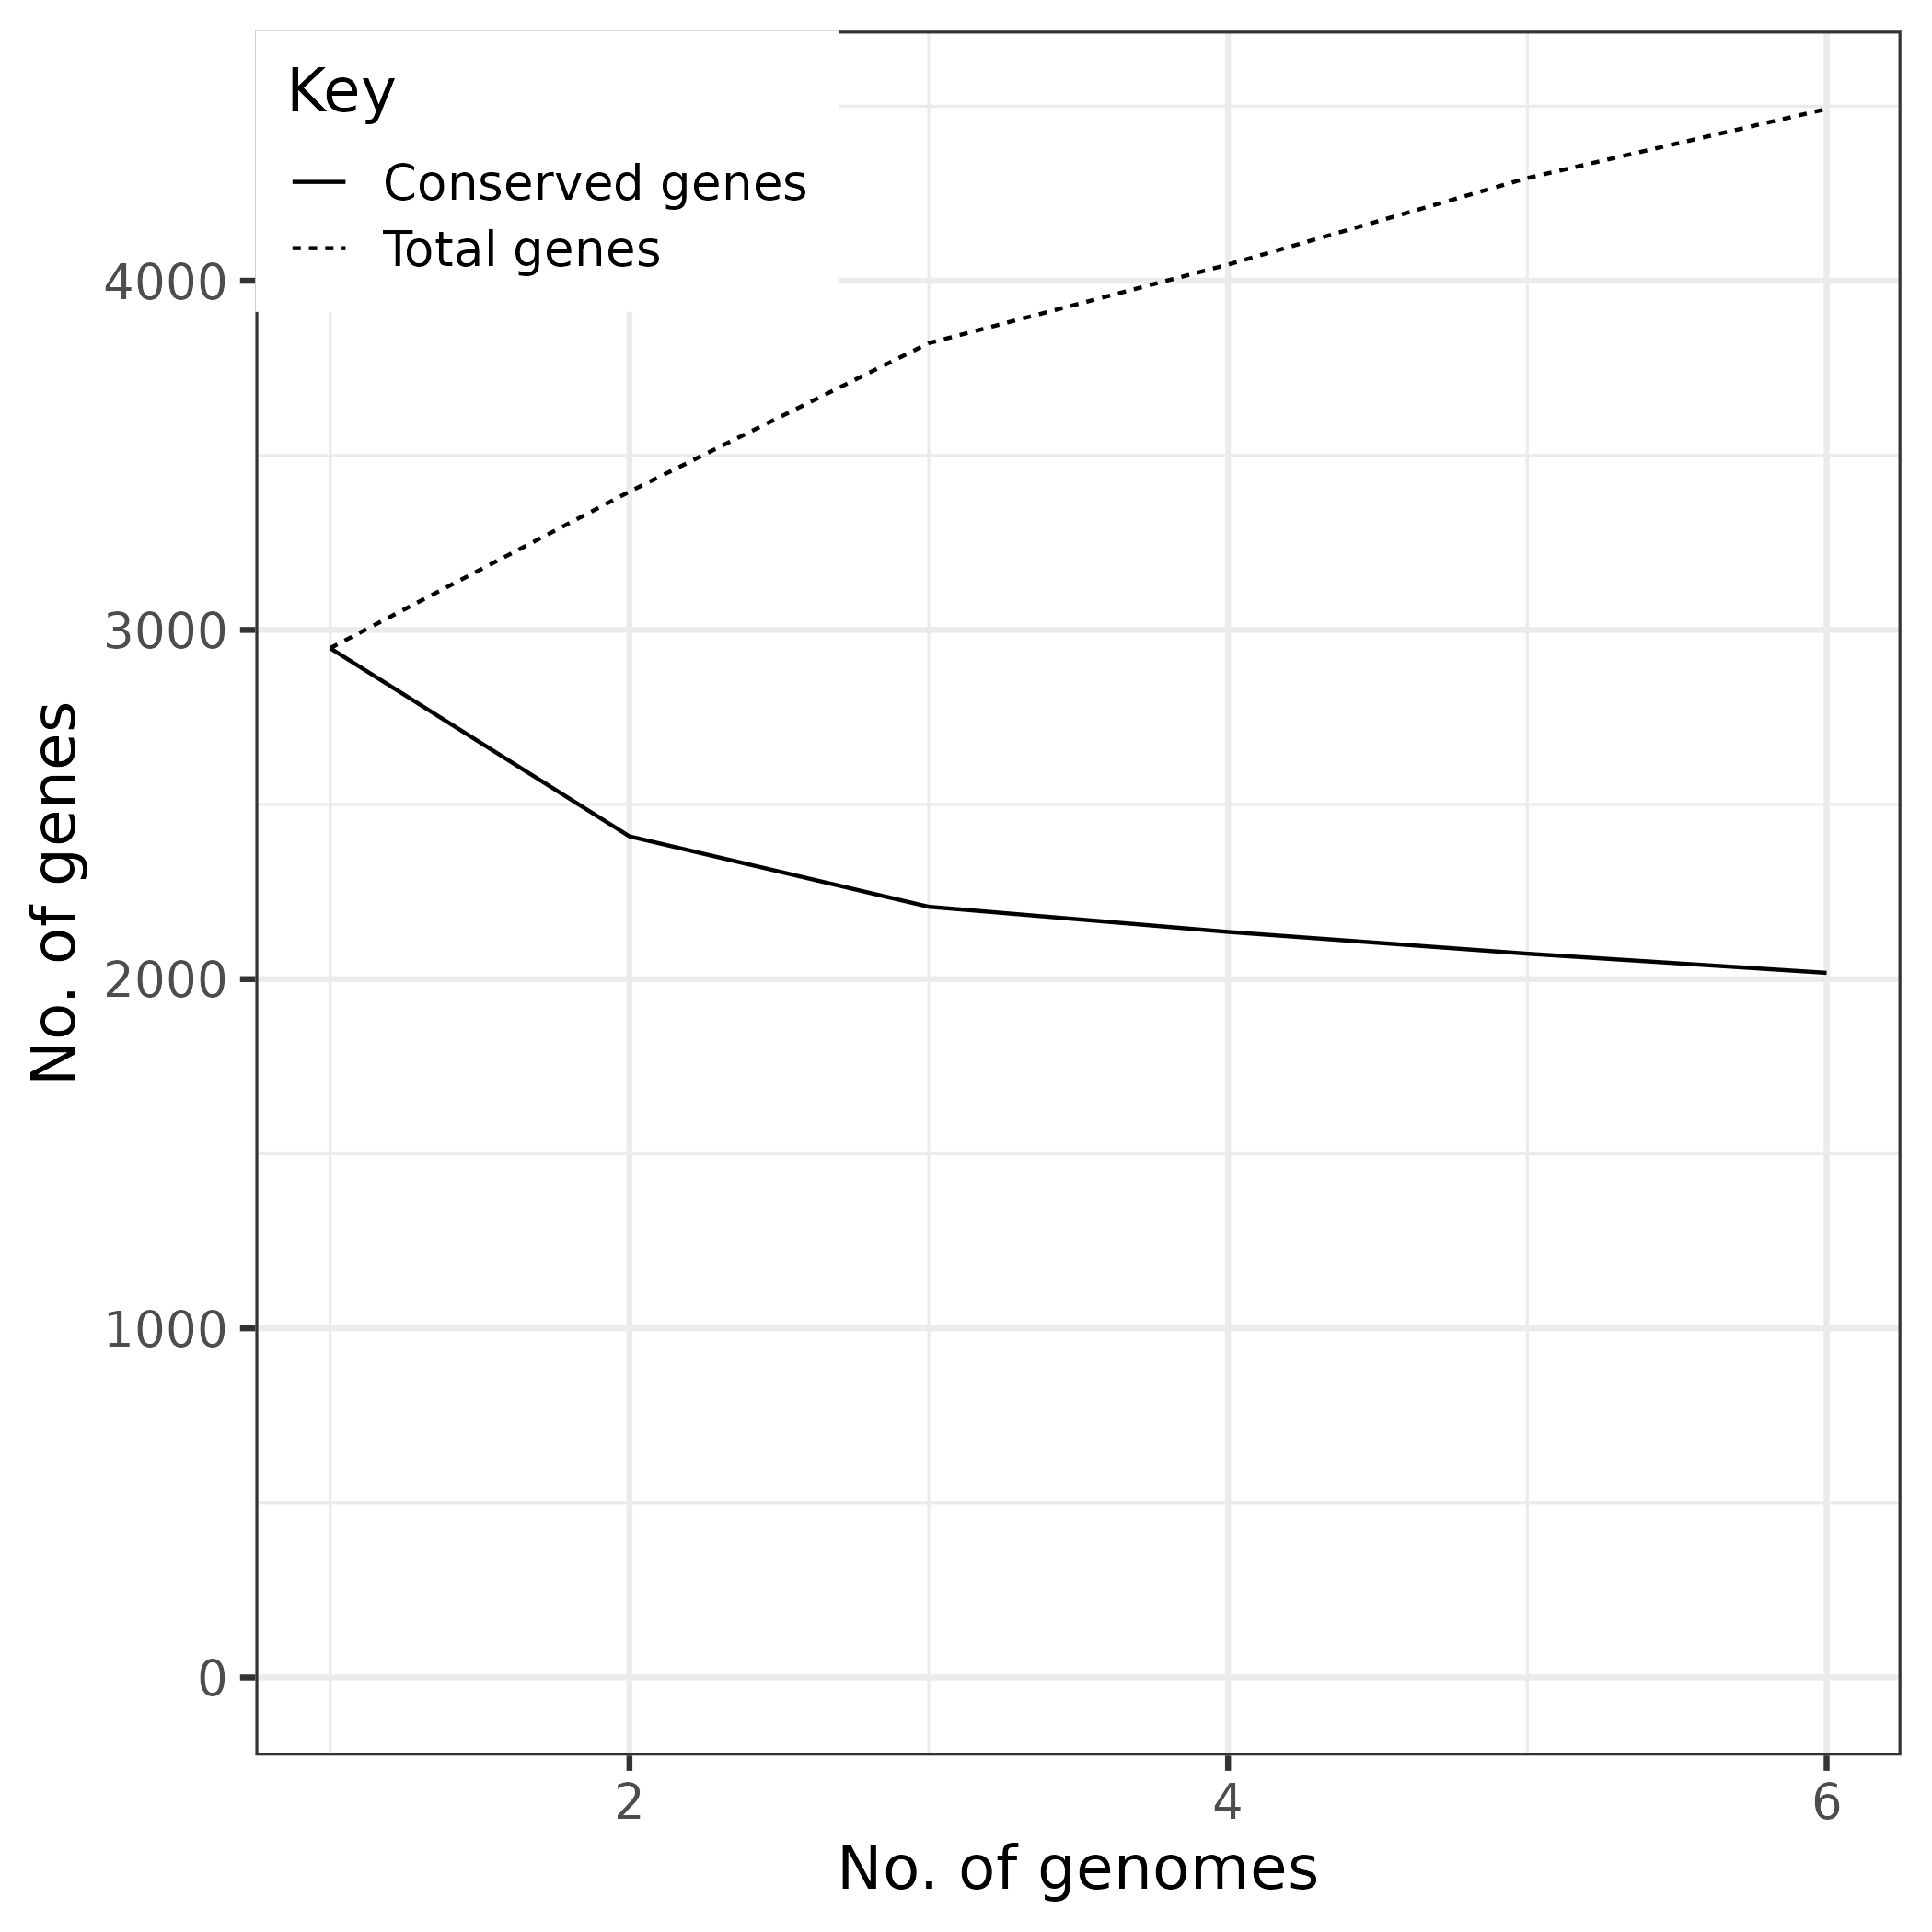 Key
Conserved genes
Total genes
No. of genes
4000
3000
2000
1000
0
2 4 6
No. of genomes